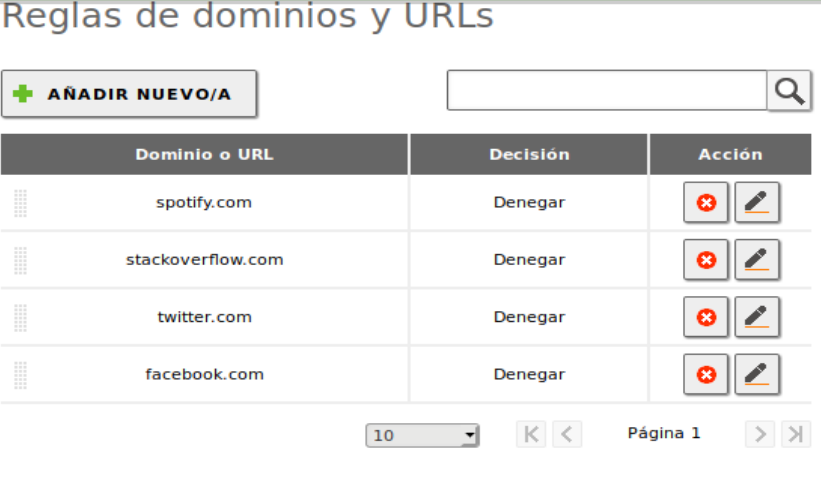 Reglas de dominios y URLs
AÑADIR NUEVO/A
Dominio o URL Decisión Acción
spotify.com Denegar
stackoverflow.com Denegar
twitter.com Denegar
facebook.com Denegar
10 Página 1